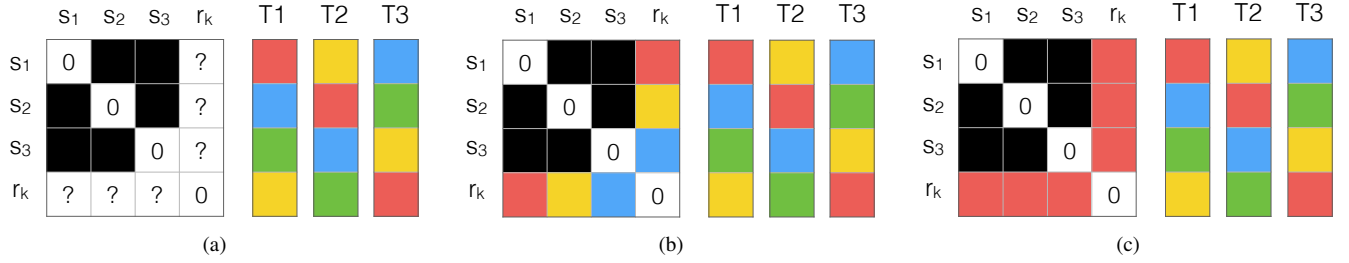 s1 s2 s3 rk T1 T2 T3
s1 0 ?
s2 0 ?
s3 0 ?
rk ? ? ? 0
(a)
s1 s2 s3 rk T1 T2 T3
s1 0
s2 0
s3 0
rk 0
(b)
s1 s2 s3 rk T1 T2 T3
s1 0
s2 0
s3 0
rk 0
(c)